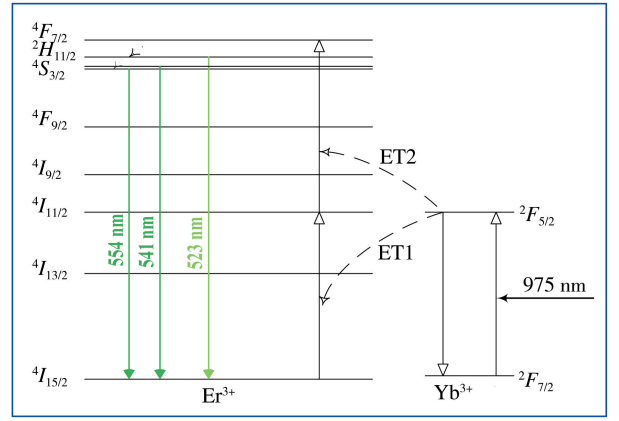 ⁴F₇/₂
²H₁₁/₂
⁴S₃/₂
⁴F₉/₂
⁴I₉/₂
⁴I₁₁/₂
⁴I₁₃/₂
⁴I₁₅/₂
554 nm
541 nm
523 nm
Er³⁺
ET2
ET1
²F₅/₂
975 nm
²F₇/₂
Yb³⁺